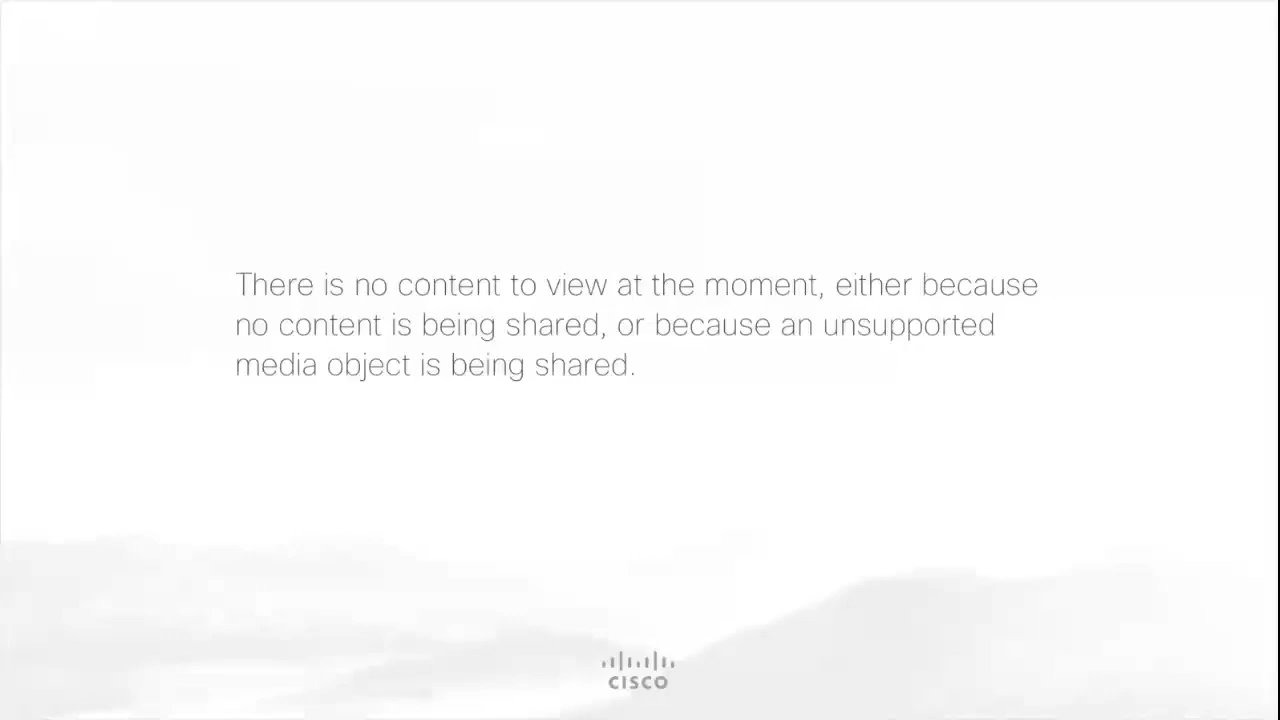 There is no content to view at the moment, either because
no content is being shared, or because an unsupported
media object is being shared.
CISCO